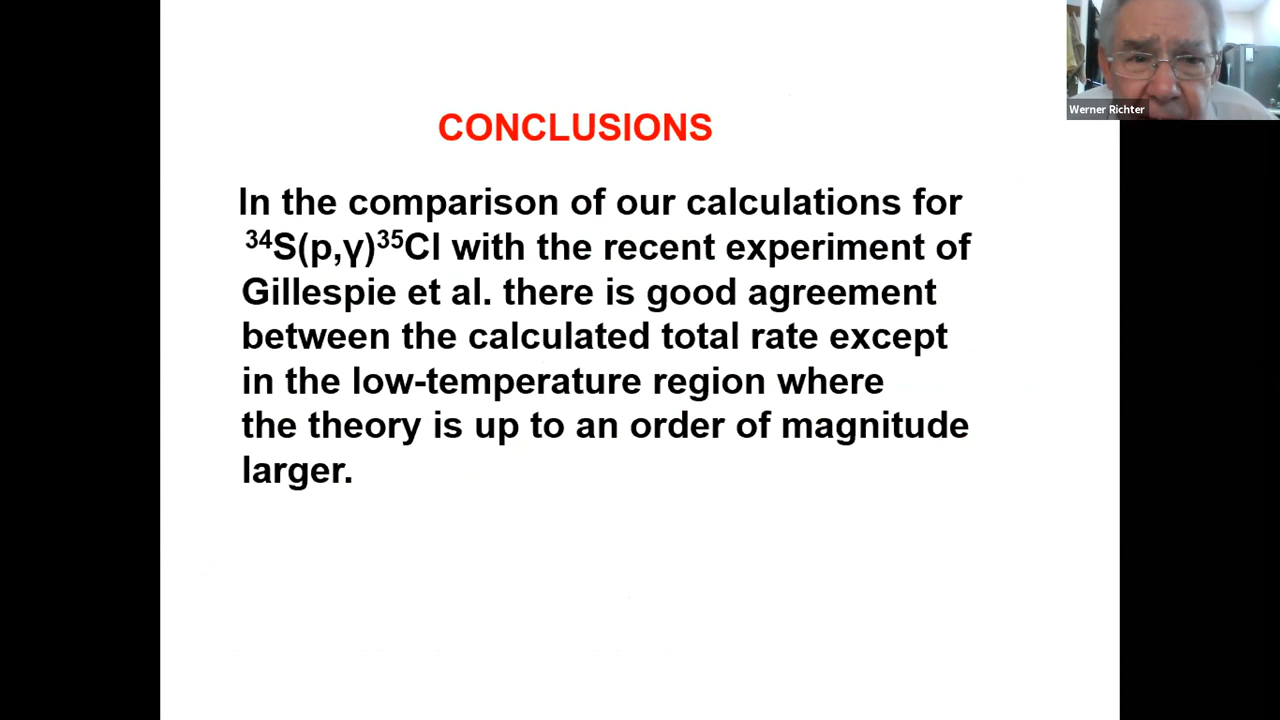 Werner Richter
CONCLUSIONS
In the comparison of our calculations for
³⁴S(p,γ)³⁵Cl with the recent experiment of
Gillespie et al. there is good agreement
between the calculated total rate except
in the low-temperature region where
the theory is up to an order of magnitude
larger.